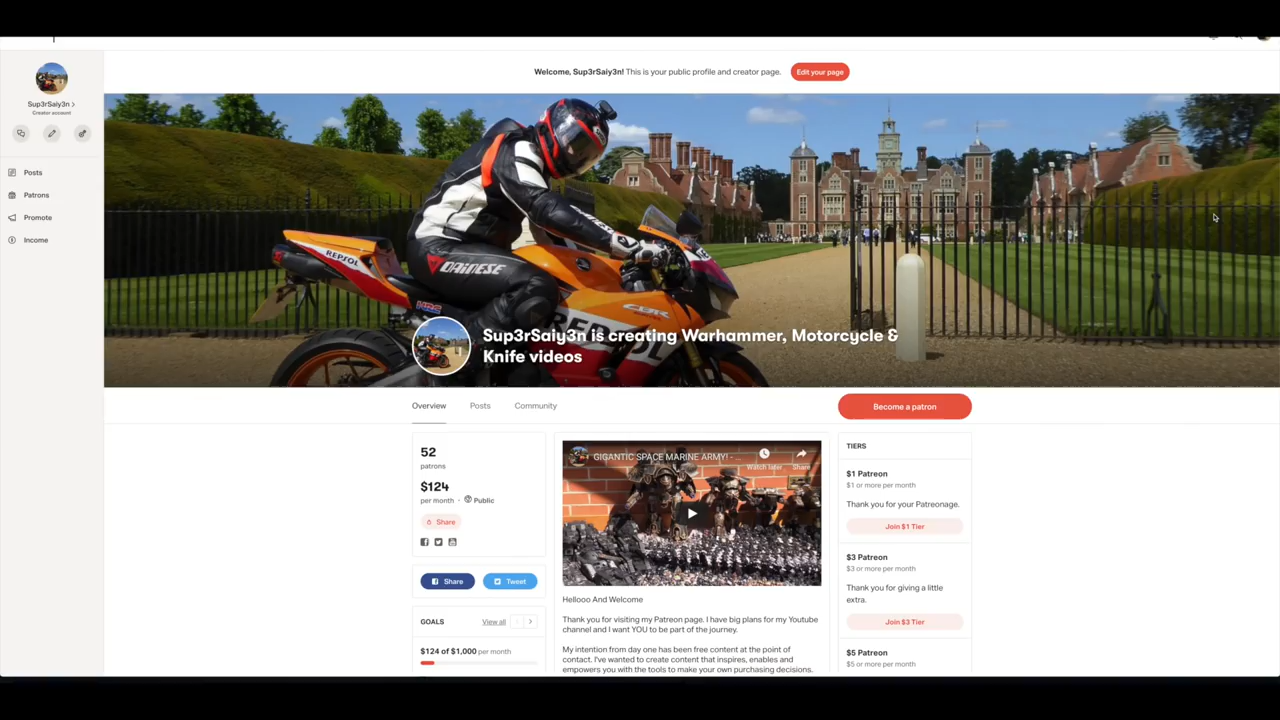 Welcome, Sup3rSaiy3n! This is your public profile and creator page.
Edit your page
Sup3rSaiy3n >
Creator account
Posts
Patrons
Promote
Income
REPSOL
DAINESE
HRC
CBR
Sup3rSaiy3n is creating Warhammer, Motorcycle &
Knife videos
Overview
Posts
Community
Become a patron
52
patrons
$124
per month · Public
Share
Share
Tweet
GOALS
View all
$124 of $1,000 per month
GIGANTIC SPACE MARINE ARMY! - ...
Watch later
Share
Hellooo And Welcome
Thank you for visiting my Patreon page. I have big plans for my Youtube
channel and I want YOU to be part of the journey.
My intention from day one has been free content at the point of
contact. I've wanted to create content that inspires, enables and
empowers you with the tools to make your own purchasing decisions.
TIERS
$1 Patreon
$1 or more per month
Thank you for your Patreonage.
Join $1 Tier
$3 Patreon
$3 or more per month
Thank you for giving a little
extra.
Join $3 Tier
$5 Patreon
$5 or more per month